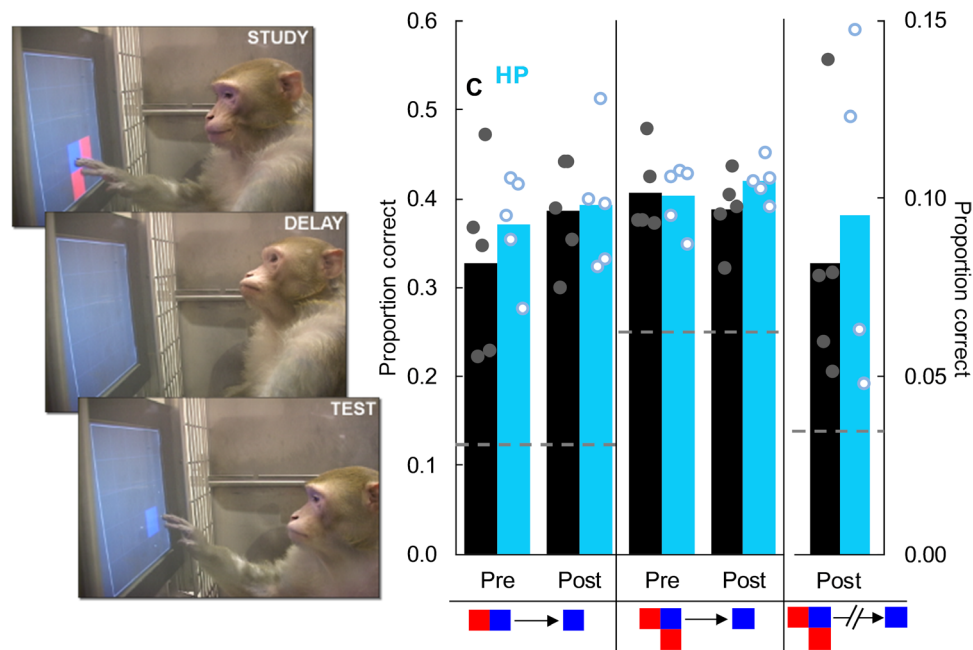 STUDY
DELAY
TEST
C HP
Proportion correct
0.6
0.5
0.4
0.3
0.2
0.1
0.0
0.15
0.10
0.05
0.00
Proportion correct
Pre Post Pre Post Post